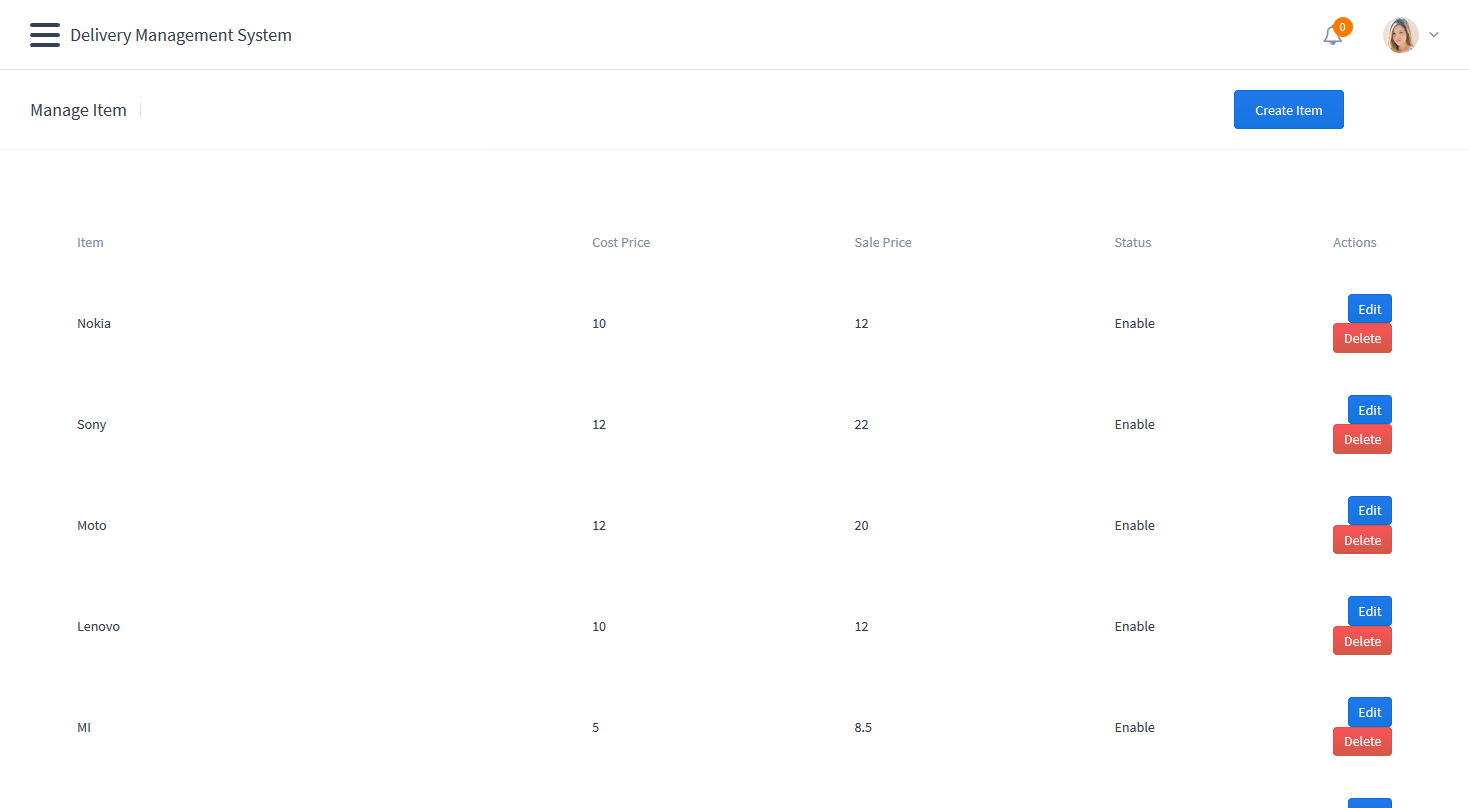 Delivery Management System
0
Manage Item
Create Item
Item Cost Price Sale Price Status Actions
Nokia 10 12 Enable Edit
Delete
Sony 12 22 Enable Edit
Delete
Moto 12 20 Enable Edit
Delete
Lenovo 10 12 Enable Edit
Delete
MI 5 8.5 Enable Edit
Delete